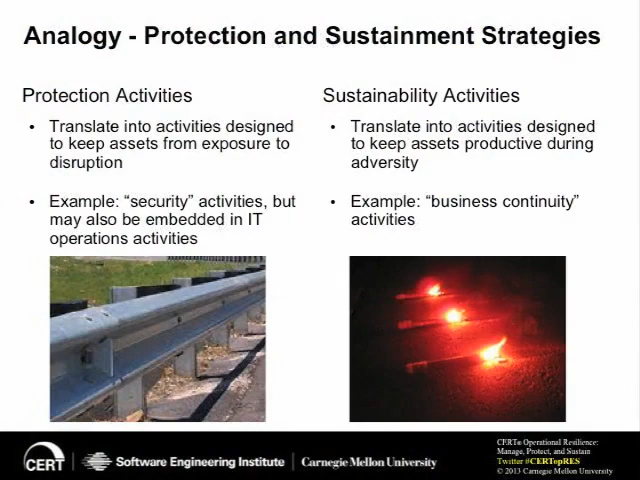 Analogy - Protection and Sustainment Strategies
Protection Activities
• Translate into activities designed
to keep assets from exposure to
disruption
• Example: “security” activities, but
may also be embedded in IT
operations activities
Sustainability Activities
• Translate into activities designed
to keep assets productive during
adversity
• Example: “business continuity”
activities
CERT
Software Engineering Institute
Carnegie Mellon University
CERT® Operational Resilience:
Manage, Protect, and Sustain
Twitter #CERTopRES
© 2013 Carnegie Mellon University